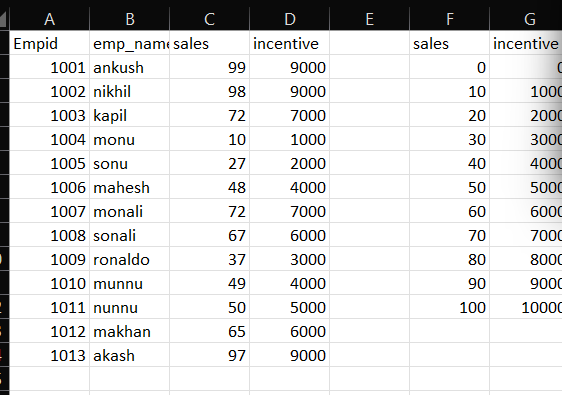 A B C D E F G
Empid emp_name sales incentive sales incentive
1001 ankush 99 9000 0 0
1002 nikhil 98 9000 10 1000
1003 kapil 72 7000 20 2000
1004 monu 10 1000 30 3000
1005 sonu 27 2000 40 4000
1006 mahesh 48 4000 50 5000
1007 monali 72 7000 60 6000
1008 sonali 67 6000 70 7000
1009 ronaldo 37 3000 80 8000
1010 munnu 49 4000 90 9000
1011 nunnu 50 5000 100 10000
1012 makhan 65 6000
1013 akash 97 9000